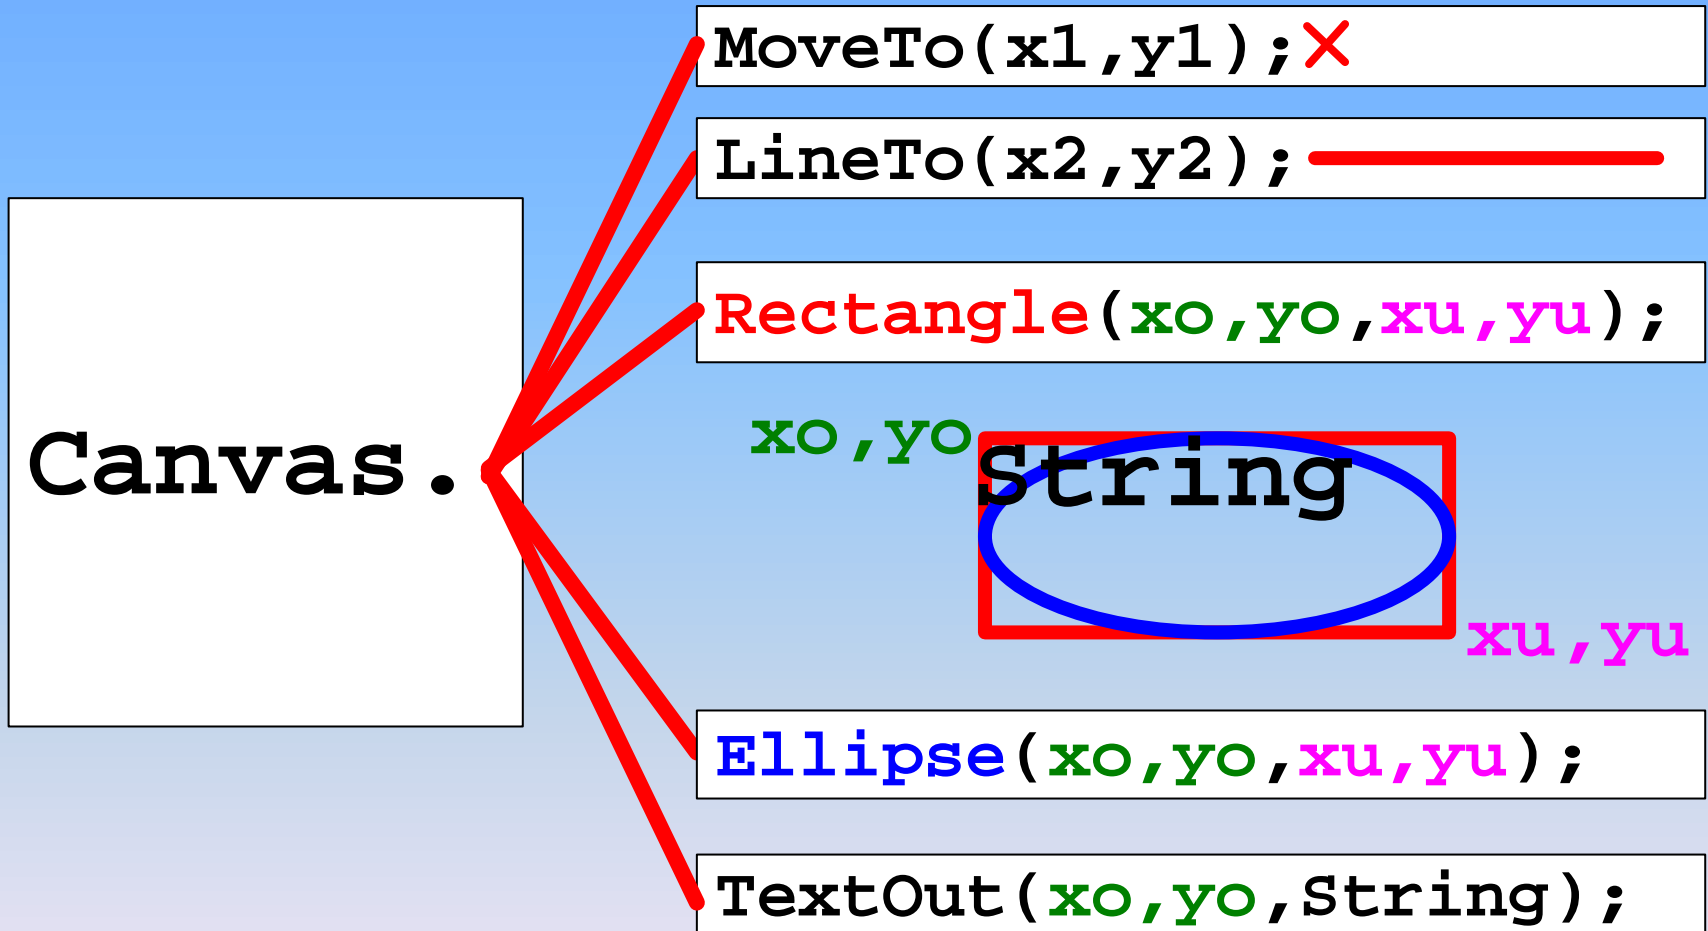 MoveTo(x1,y1);
LineTo(x2,y2);
Rectangle(xo,yo,xu,yu);
Canvas.
xo,yo
String
xu,yu
Ellipse(xo,yo,xu,yu);
TextOut(xo,yo,String);